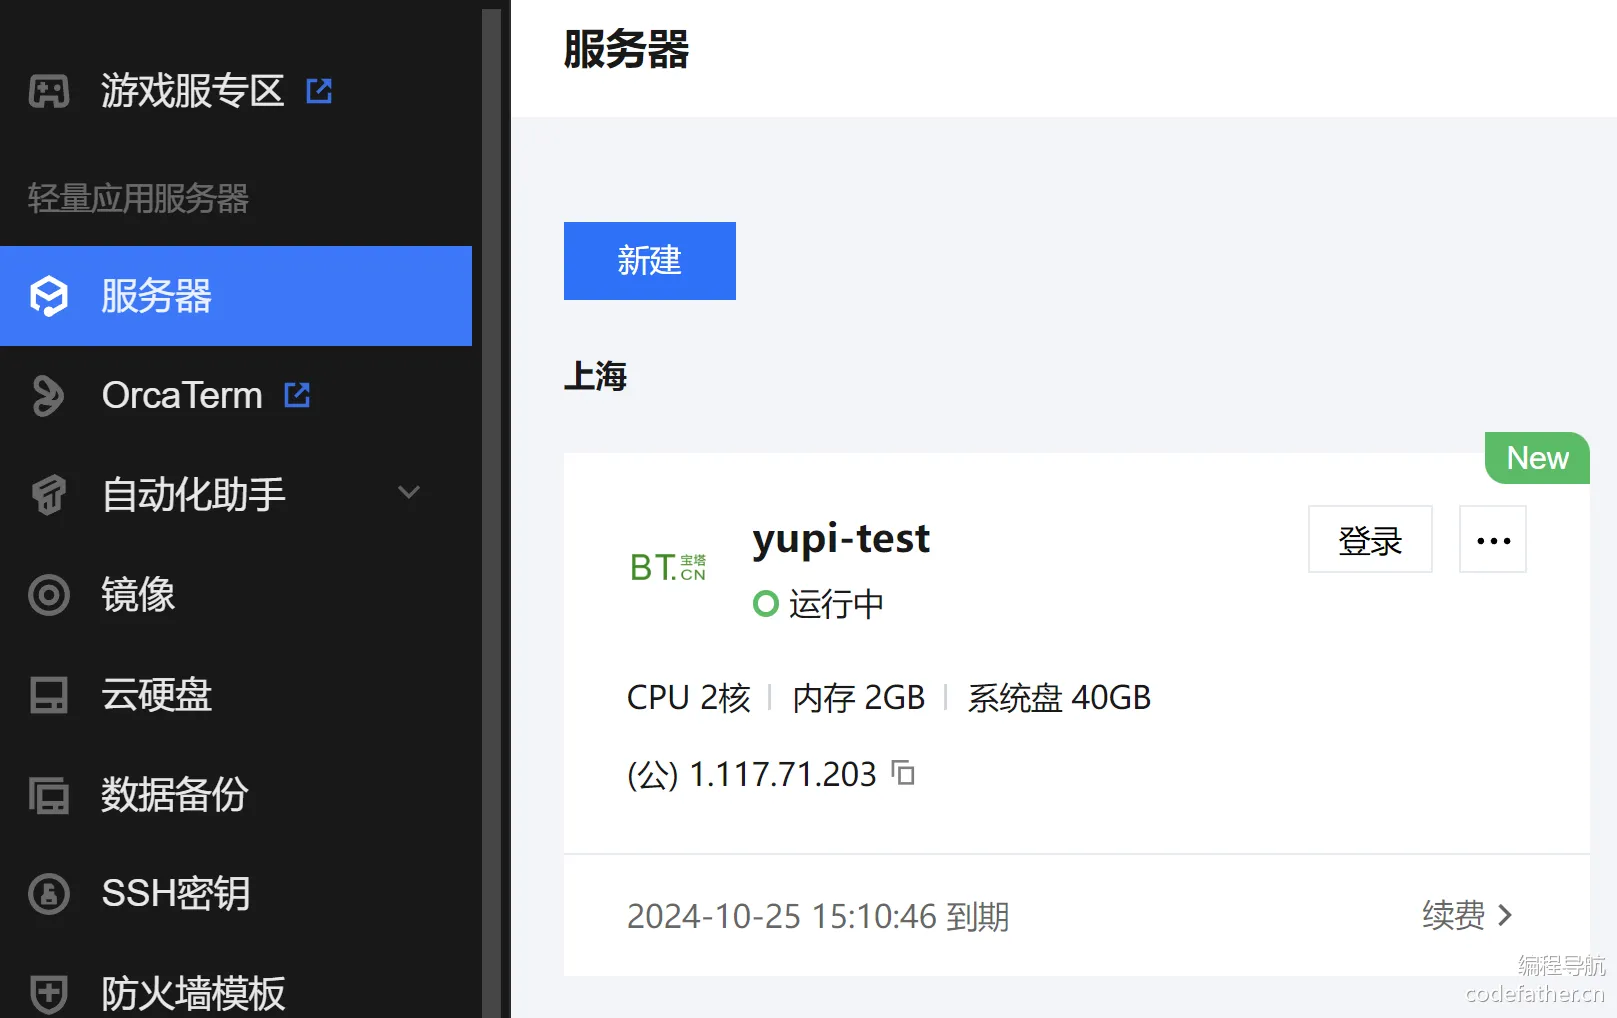 游戏服专区
轻量应用服务器
服务器
OrcaTerm
自动化助手
镜像
云硬盘
数据备份
SSH密钥
防火墙模板
服务器
新建
上海
New
BT.宝塔CN
yupi-test
登录
运行中
CPU 2核 内存 2GB 系统盘 40GB
(公) 1.117.71.203
2024-10-25 15:10:46 到期
续费
编程导航
codefather.cn